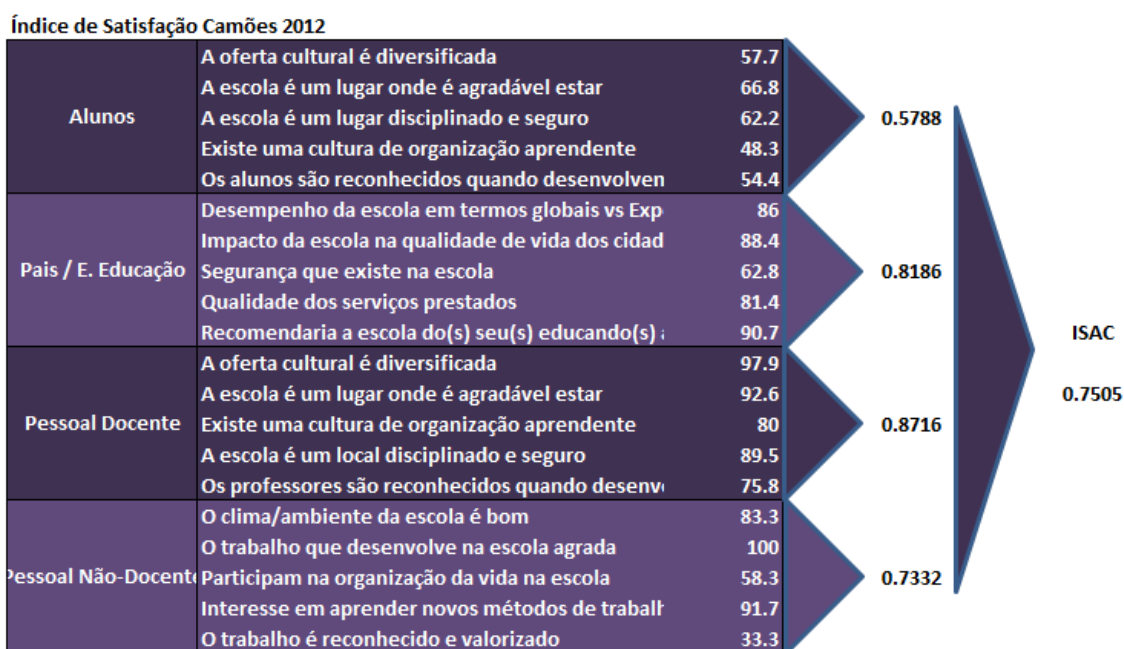 Índice de Satisfação Camões 2012
Alunos
A oferta cultural é diversificada 57.7
A escola é um lugar onde é agradável estar 66.8
A escola é um lugar disciplinado e seguro 62.2
Existe uma cultura de organização aprendente 48.3
Os alunos são reconhecidos quando desenvolven 54.4
0.5788
Pais / E. Educação
Desempenho da escola em termos globais vs Exp 86
Impacto da escola na qualidade de vida dos cidad 88.4
Segurança que existe na escola 62.8
Qualidade dos serviços prestados 81.4
Recomendaria a escola do(s) seu(s) educando(s) 90.7
0.8186
Pessoal Docente
A oferta cultural é diversificada 97.9
A escola é um lugar onde é agradável estar 92.6
Existe uma cultura de organização aprendente 80
A escola é um local disciplinado e seguro 89.5
Os professores são reconhecidos quando desenv 75.8
0.8716
Pessoal Não-Docente
O clima/ambiente da escola é bom 83.3
O trabalho que desenvolve na escola agrada 100
Participam na organização da vida na escola 58.3
Interesse em aprender novos métodos de trabalh 91.7
O trabalho é reconhecido e valorizado 33.3
0.7332
ISAC
0.7505